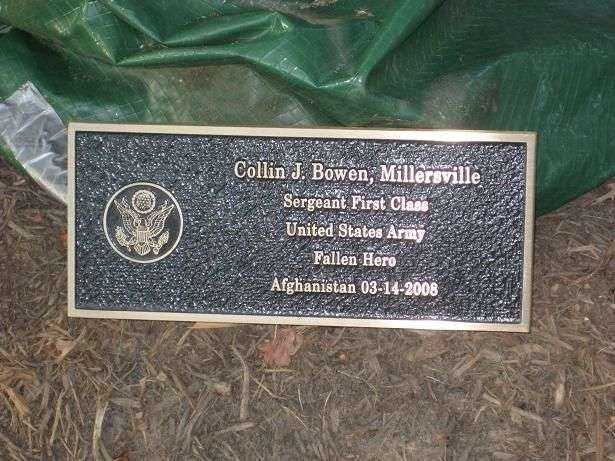 Collin J. Bowen, Millersville
Sergeant First Class
United States Army
Fallen Hero
Afghanistan 03-14-2008